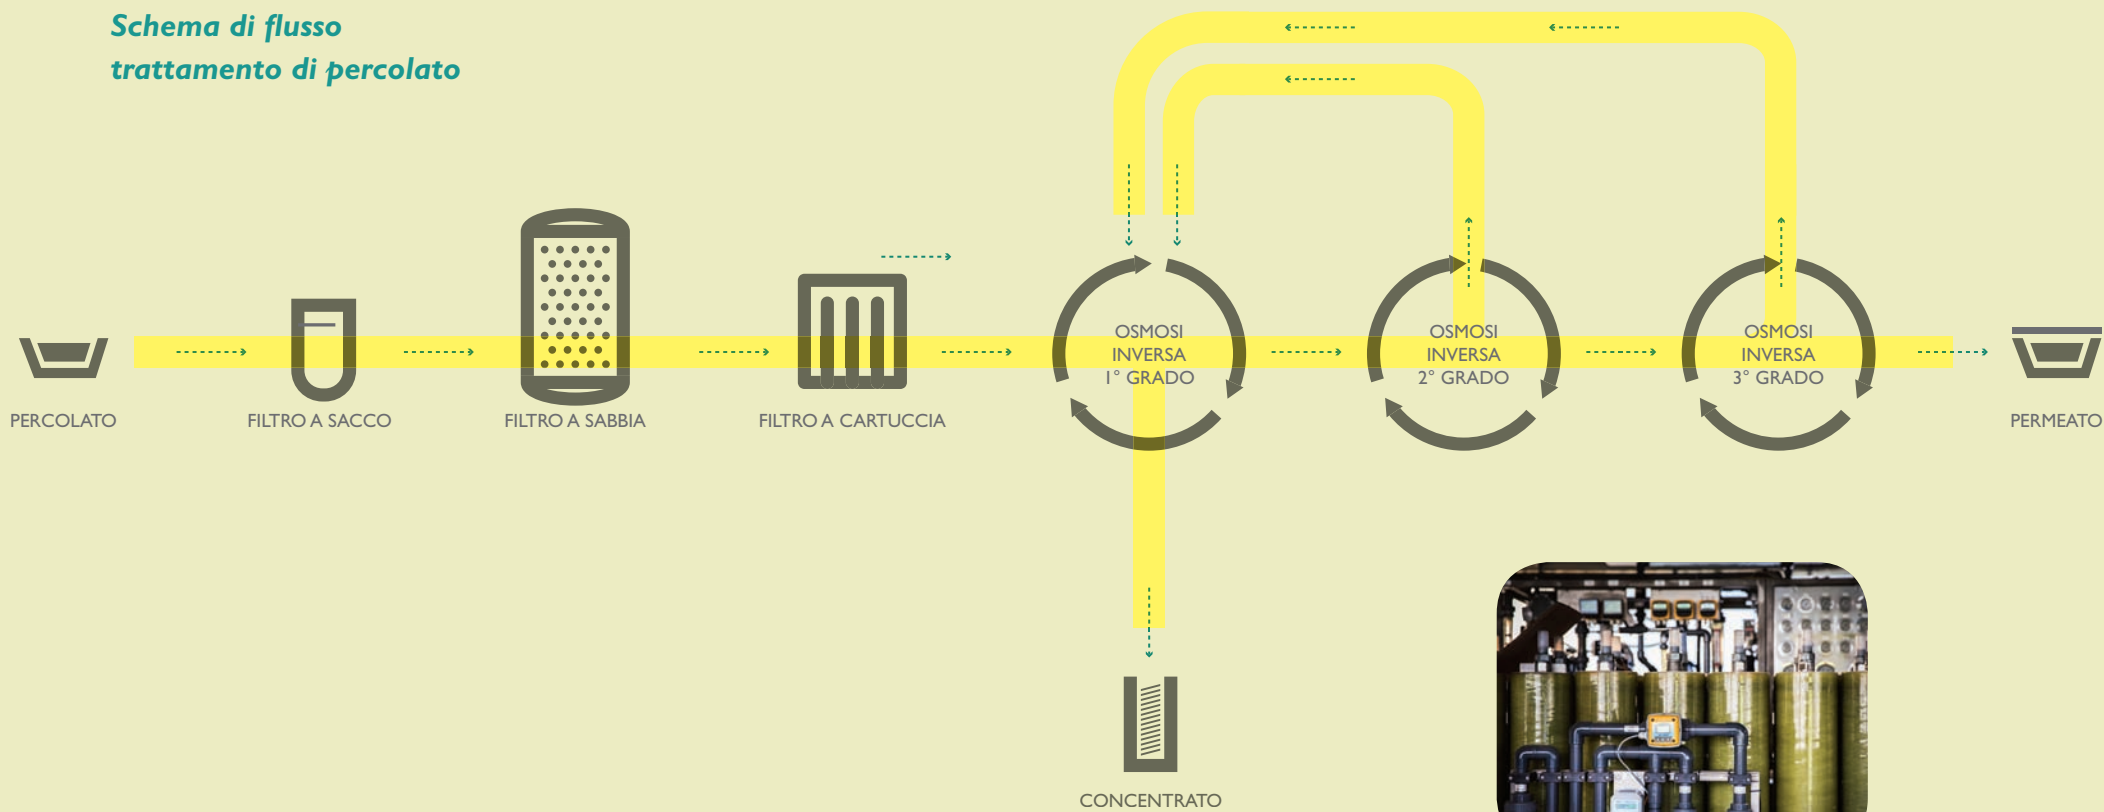 Schema di flusso
trattamento di percolato
PERCOLATO
FILTRO A SACCO
FILTRO A SABBIA
FILTRO A CARTUCCIA
OSMOSI
INVERSA
1° GRADO
OSMOSI
INVERSA
2° GRADO
OSMOSI
INVERSA
3° GRADO
PERMEATO
CONCENTRATO